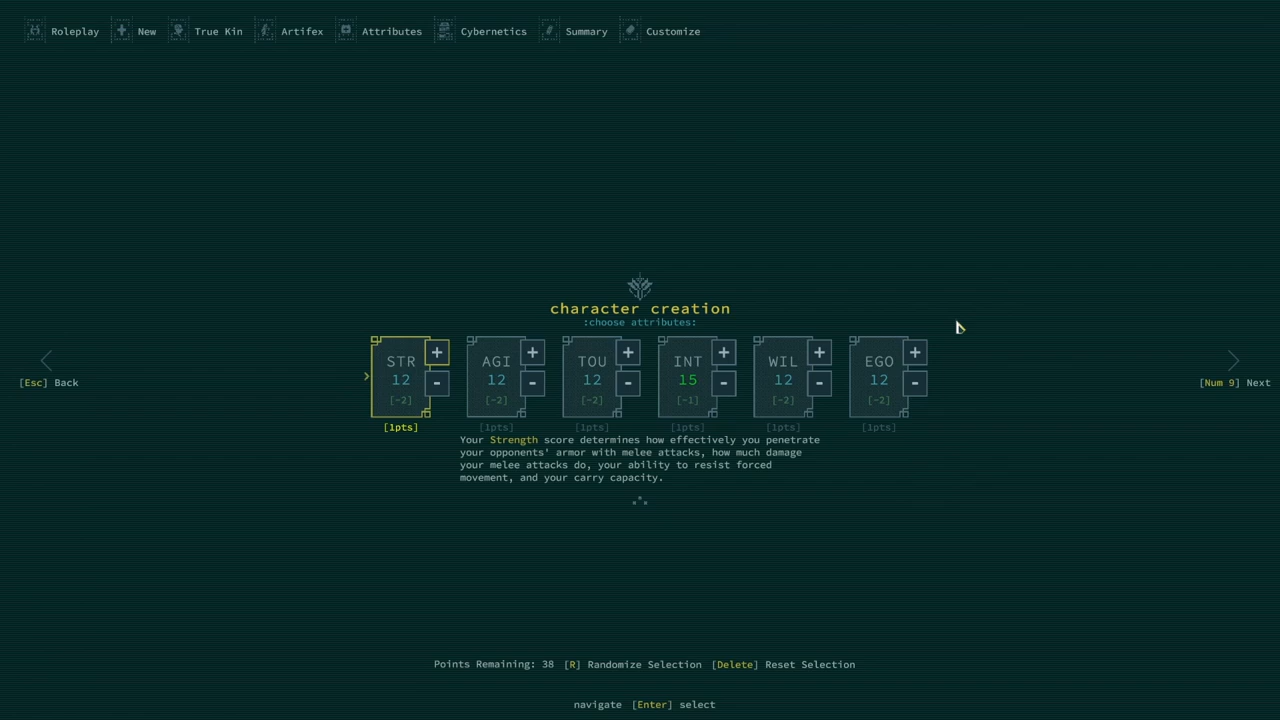 Roleplay New True Kin Artifex Attributes Cybernetics Summary Customize
character creation
:choose attributes:
STR AGI TOU INT WIL EGO
+ + + + + +
12 12 12 15 12 12
- - - - - -
[-2] [-2] [-2] [-1] [-2] [-2]
[1pts] [1pts] [1pts] [1pts] [1pts] [1pts]
[Esc] Back
[Num 9] Next
Your Strength score determines how effectively you penetrate
your opponents' armor with melee attacks, how much damage
your melee attacks do, your ability to resist forced
movement, and your carry capacity.
Points Remaining: 38 [R] Randomize Selection [Delete] Reset Selection
navigate [Enter] select